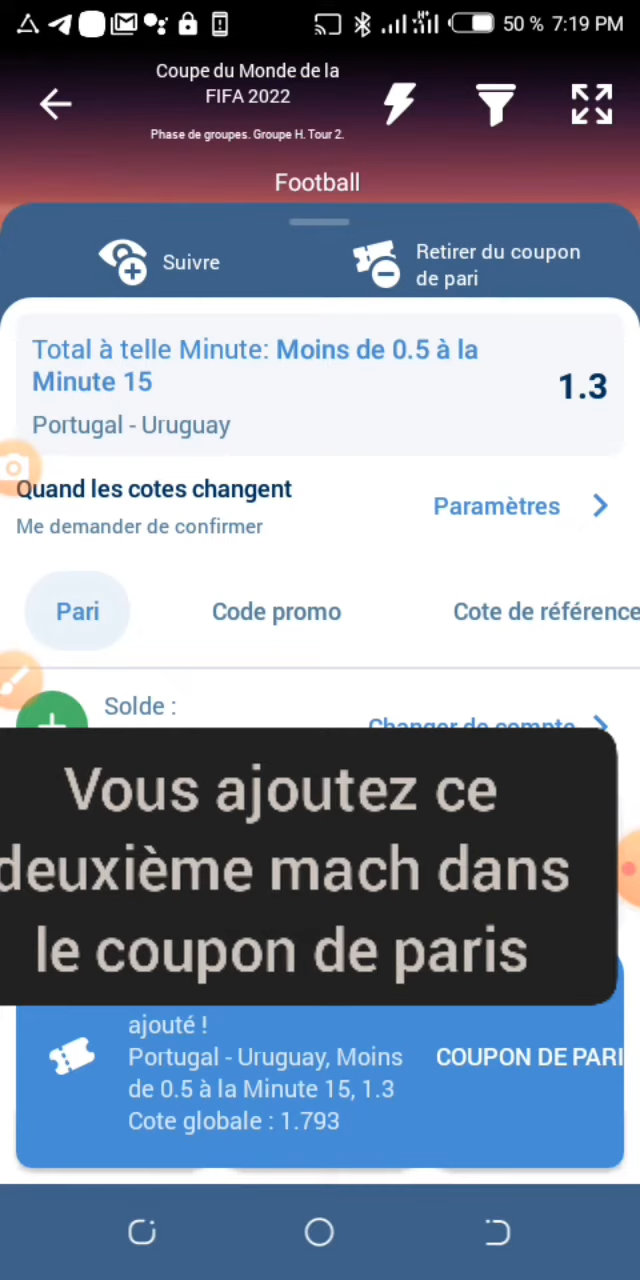 50 % 7:19 PM
Coupe du Monde de la
FIFA 2022
Phase de groupes. Groupe H. Tour 2.
Football
Suivre
Retirer du coupon
de pari
Total à telle Minute: Moins de 0.5 à la
Minute 15
1.3
Portugal - Uruguay
Quand les cotes changent
Me demander de confirmer
Paramètres
Pari
Code promo
Cote de référence
Solde :
Changer de compte
Vous ajoutez ce
deuxième mach dans
le coupon de paris
ajouté !
Portugal - Uruguay, Moins
de 0.5 à la Minute 15, 1.3
Cote globale : 1.793
COUPON DE PARI